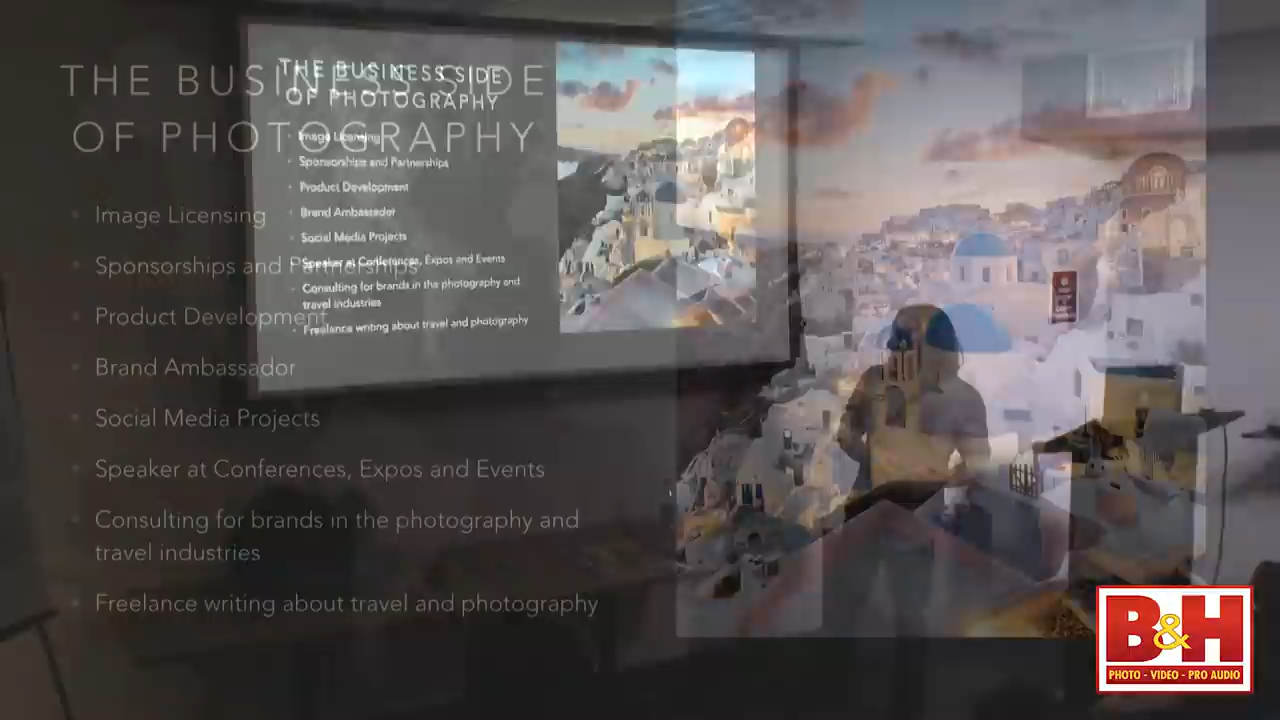 THE BUSINESS SIDE
OF PHOTOGRAPHY
Image Licensing
Sponsorships and Partnerships
Product Development
Brand Ambassador
Social Media Projects
Speaker at Conferences, Expos and Events
Consulting for brands in the photography and
travel industries
Freelance writing about travel and photography
THE BUSINESS SIDE
OF PHOTOGRAPHY
Image Licensing
Sponsorships and Partnerships
Product Development
Brand Ambassador
Social Media Projects
Speaker at Conferences, Expos and Events
Consulting for brands in the photography and
travel industries
Freelance writing about travel and photography
B&H
PHOTO - VIDEO - PRO AUDIO